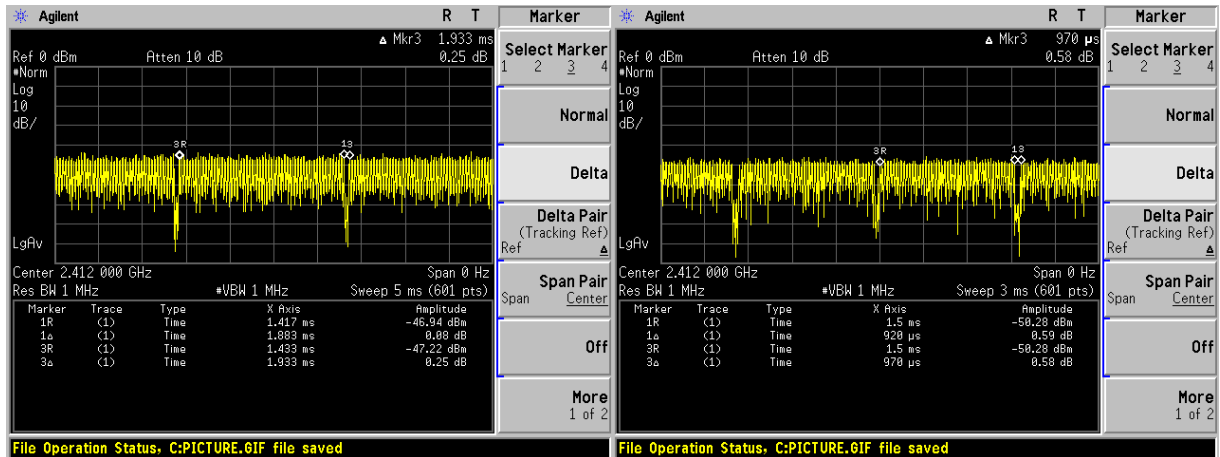 Agilent R T Marker
△ Mkr3 1.933 ms
Ref 0 dBm Atten 10 dB 0.25 dB
#Norm
Log
10
dB/
3R
13
LgAv
Center 2.412 000 GHz Span 0 Hz
Res BW 1 MHz #VBW 1 MHz Sweep 5 ms (601 pts)
Marker Trace Type X Axis Amplitude
1R (1) Time 1.417 ms -46.94 dBm
1△ (1) Time 1.883 ms 0.08 dB
3R (1) Time 1.433 ms -47.22 dBm
3△ (1) Time 1.933 ms 0.25 dB
Select Marker
1 2 3 4
Normal
Delta
Delta Pair
(Tracking Ref)
Ref △
Span Pair
Span Center
Off
More
1 of 2
File Operation Status, C:PICTURE.GIF file saved
Agilent R T Marker
△ Mkr3 970 µs
Ref 0 dBm Atten 10 dB 0.58 dB
#Norm
Log
10
dB/
3R
13
LgAv
Center 2.412 000 GHz Span 0 Hz
Res BW 1 MHz #VBW 1 MHz Sweep 3 ms (601 pts)
Marker Trace Type X Axis Amplitude
1R (1) Time 1.5 ms -50.28 dBm
1△ (1) Time 920 µs 0.59 dB
3R (1) Time 1.5 ms -50.28 dBm
3△ (1) Time 970 µs 0.58 dB
Select Marker
1 2 3 4
Normal
Delta
Delta Pair
(Tracking Ref)
Ref △
Span Pair
Span Center
Off
More
1 of 2
File Operation Status, C:PICTURE.GIF file saved